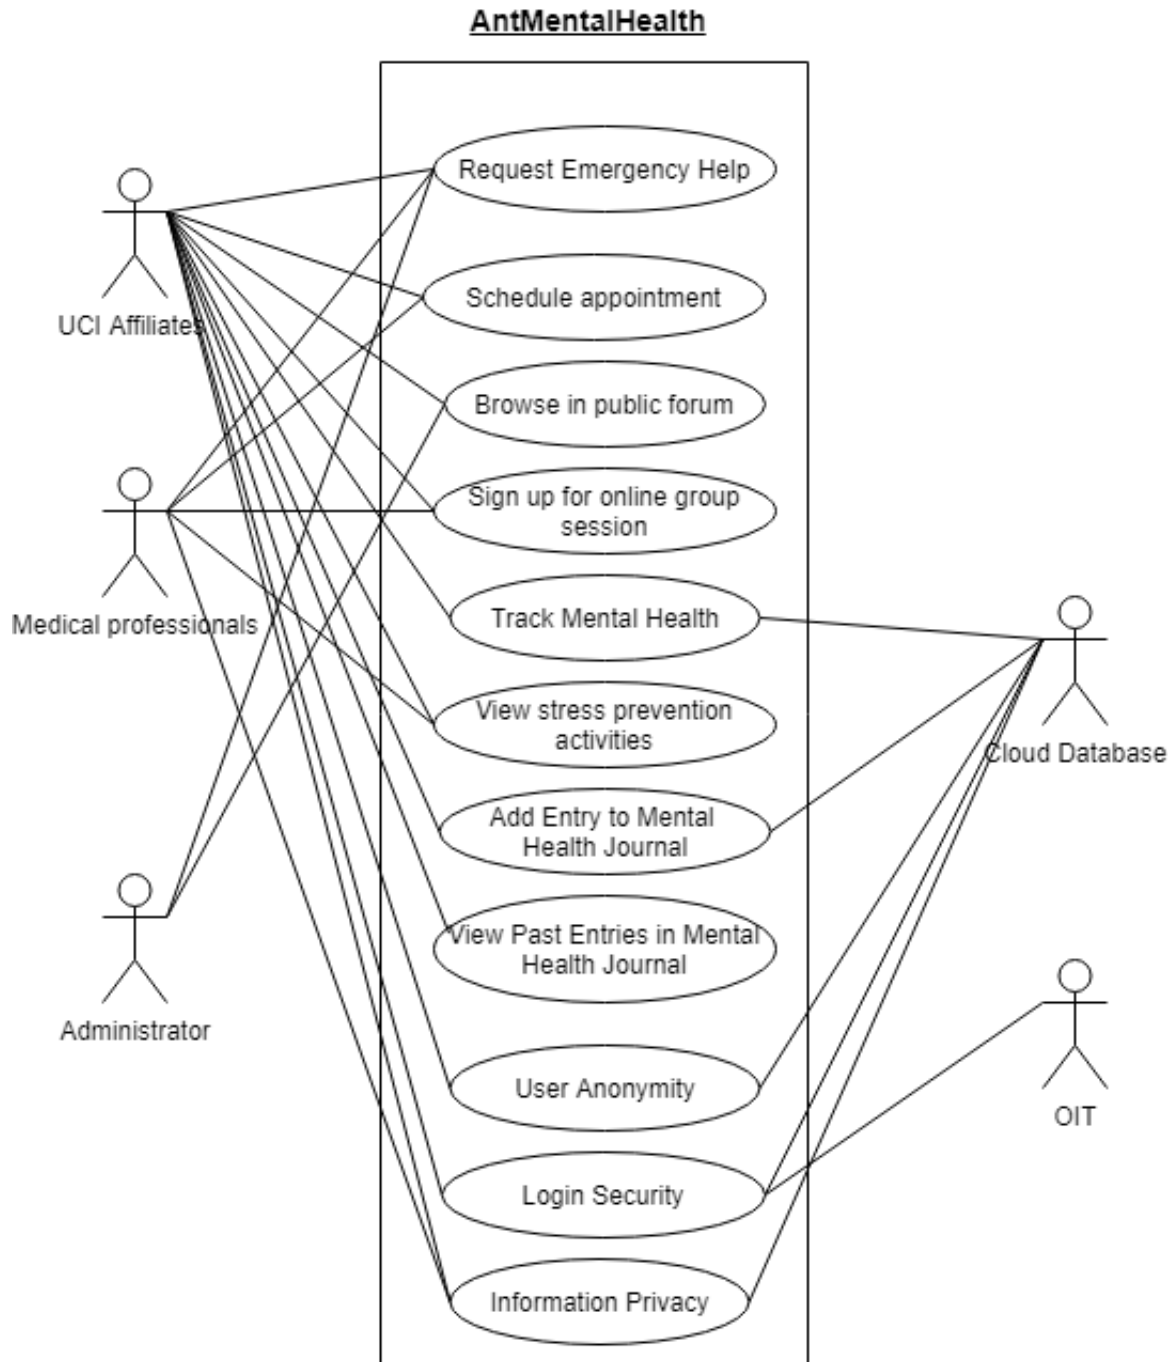 AntMentalHealth
Request Emergency Help
UCI Affiliates
Schedule appointment
Browse in public forum
Sign up for online group
session
Medical professionals
Track Mental Health
View stress prevention
activities
Cloud Database
Add Entry to Mental
Health Journal
View Past Entries in Mental
Health Journal
Administrator
User Anonymity
OIT
Login Security
Information Privacy